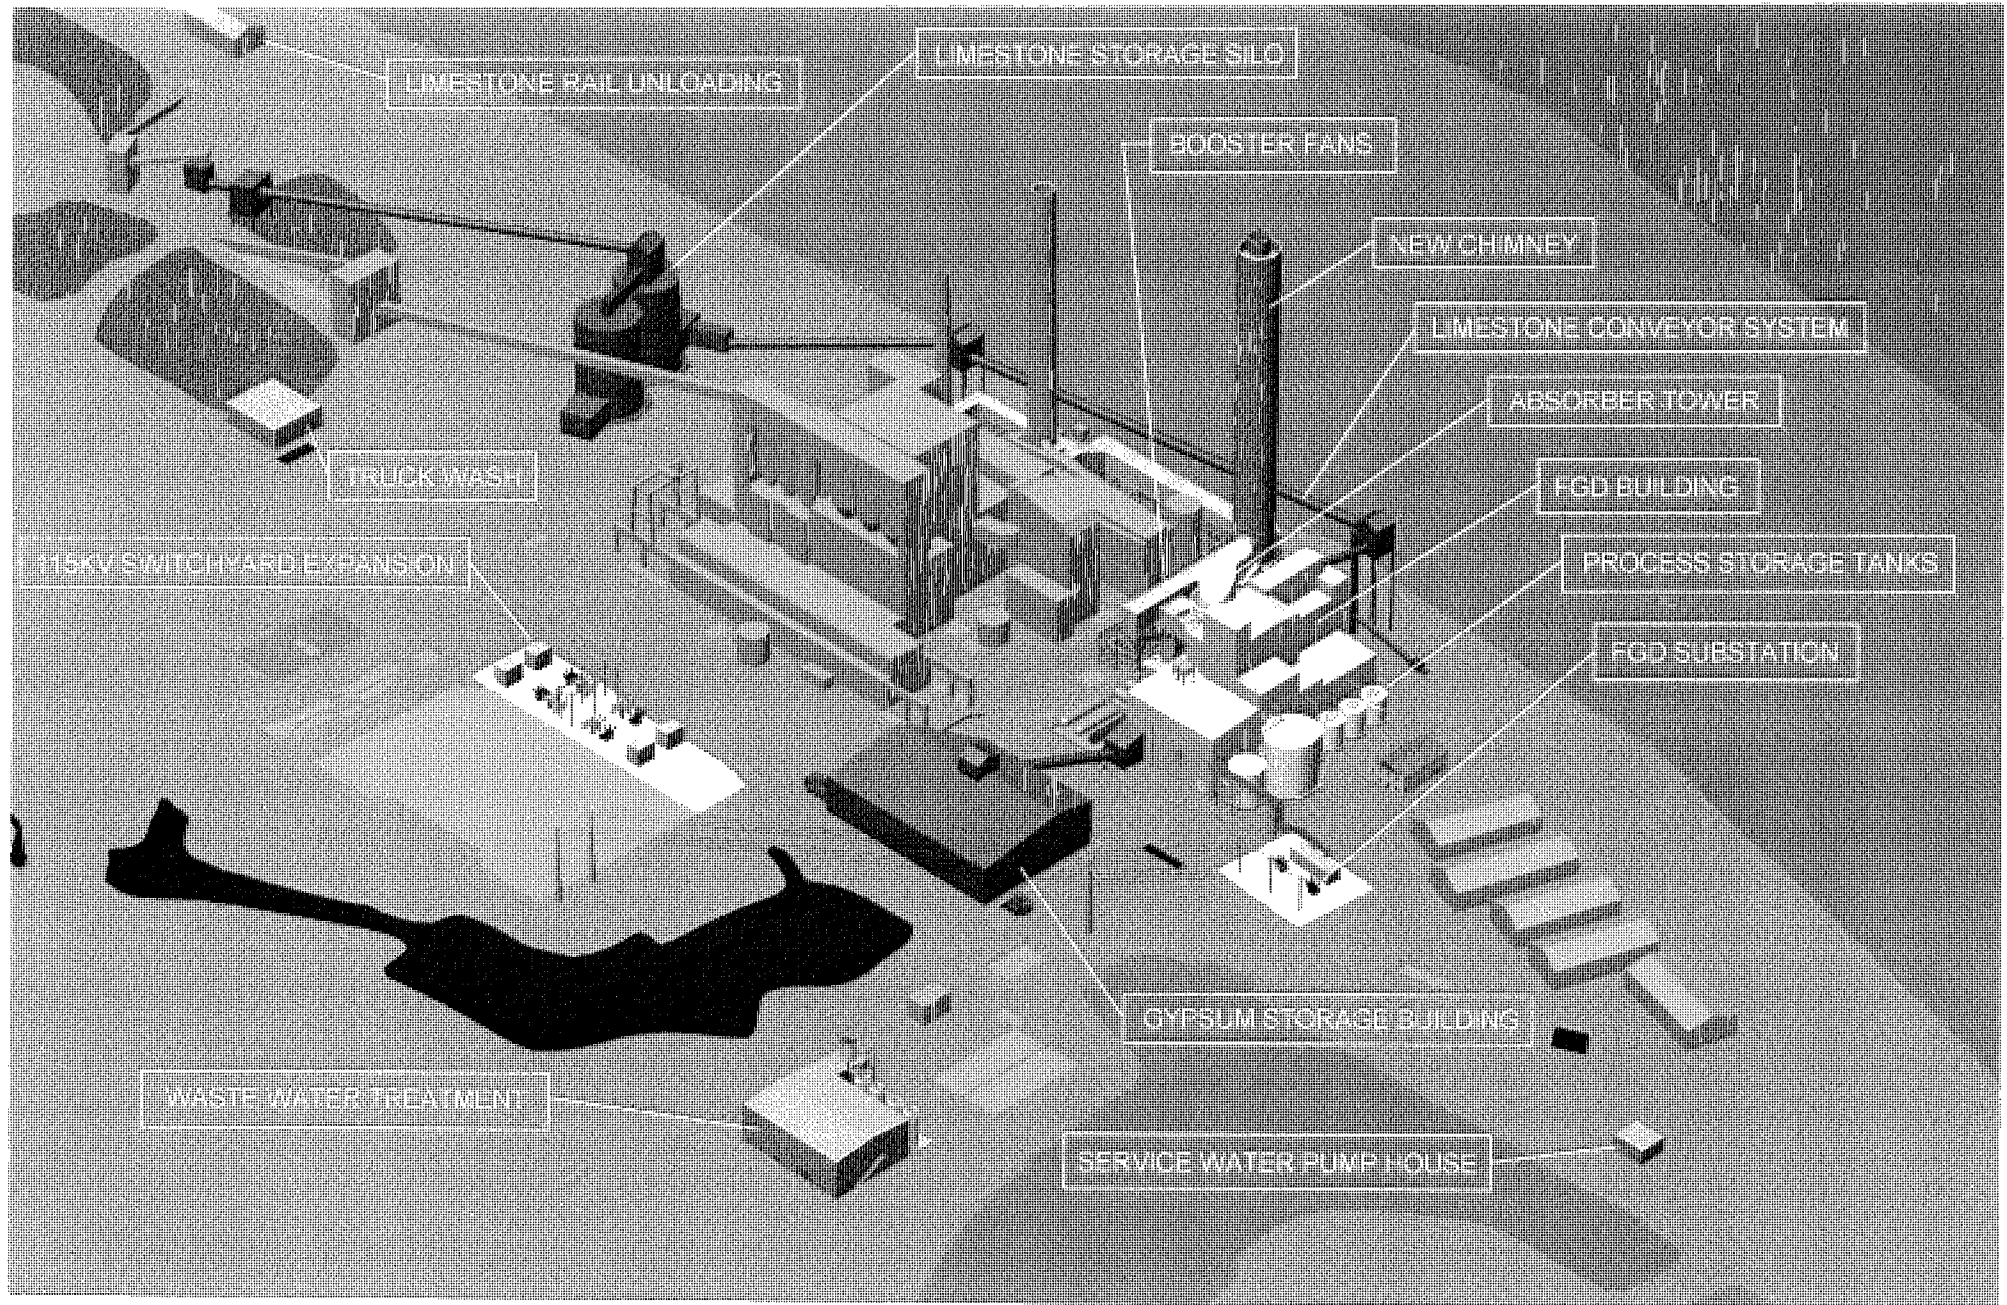 LIMESTONE STORAGE SILO
LIMESTONE RAIL UNLOADING
BOOSTER FANS
NEW CHIMNEY
LIMESTONE CONVEYOR SYSTEM
ABSORBER TOWER
TRUCK WASH
FGD BUILDING
115KV SWITCHYARD EXPANSION
PROCESS STORAGE TANKS
FGD SUBSTATION
GYPSUM STORAGE BUILDING
WASTE WATER TREATMENT
SERVICE WATER PUMP HOUSE